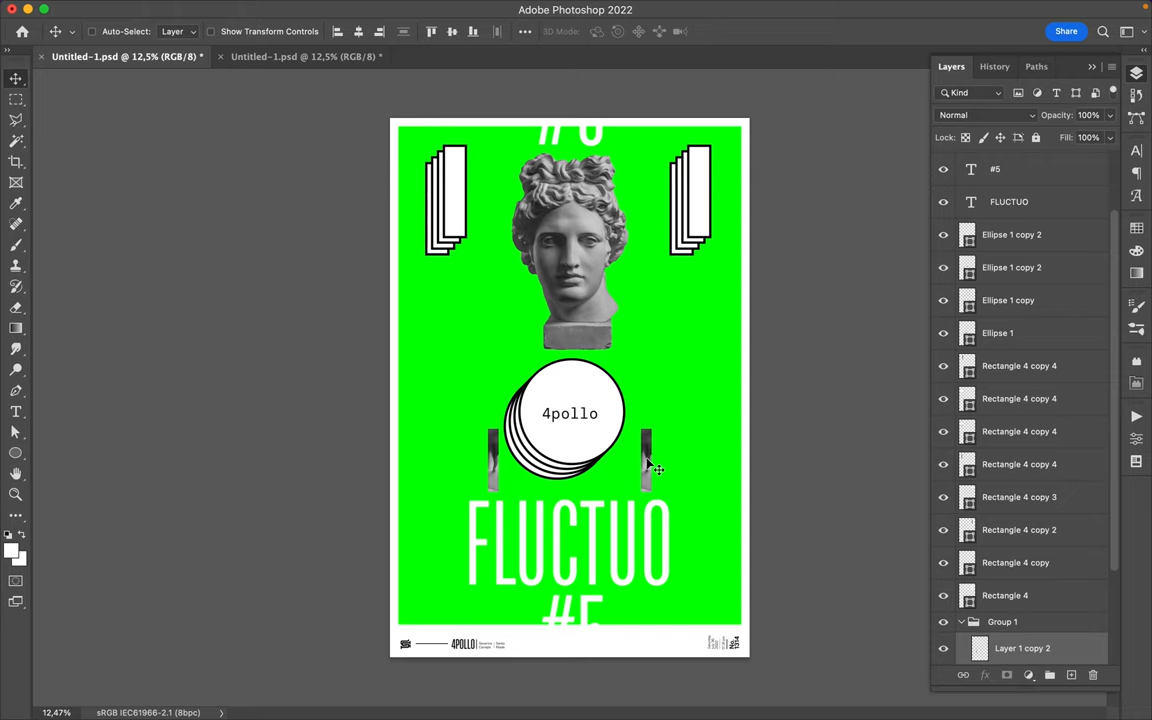 Adobe Photoshop 2022
Auto-Select: Layer Show Transform Controls 3D Mode: Share
Untitled-1.psd @ 12,5% (RGB/8) * Untitled-1.psd @ 12,5% (RGB/8) *
Layers History Paths
Kind
Normal Opacity: 100%
Lock: Fill: 100%
#5
FLUCTUO
Ellipse 1 copy 2
Ellipse 1 copy 2
Ellipse 1 copy
Ellipse 1
Rectangle 4 copy 4
Rectangle 4 copy 4
Rectangle 4 copy 4
Rectangle 4 copy 4
Rectangle 4 copy 3
Rectangle 4 copy 2
Rectangle 4 copy
Rectangle 4
Group 1
Layer 1 copy 2
4pollo
FLUCTUO
#5
4POLLO
No. 1314
12,47% sRGB IEC61966-2.1 (8bpc)